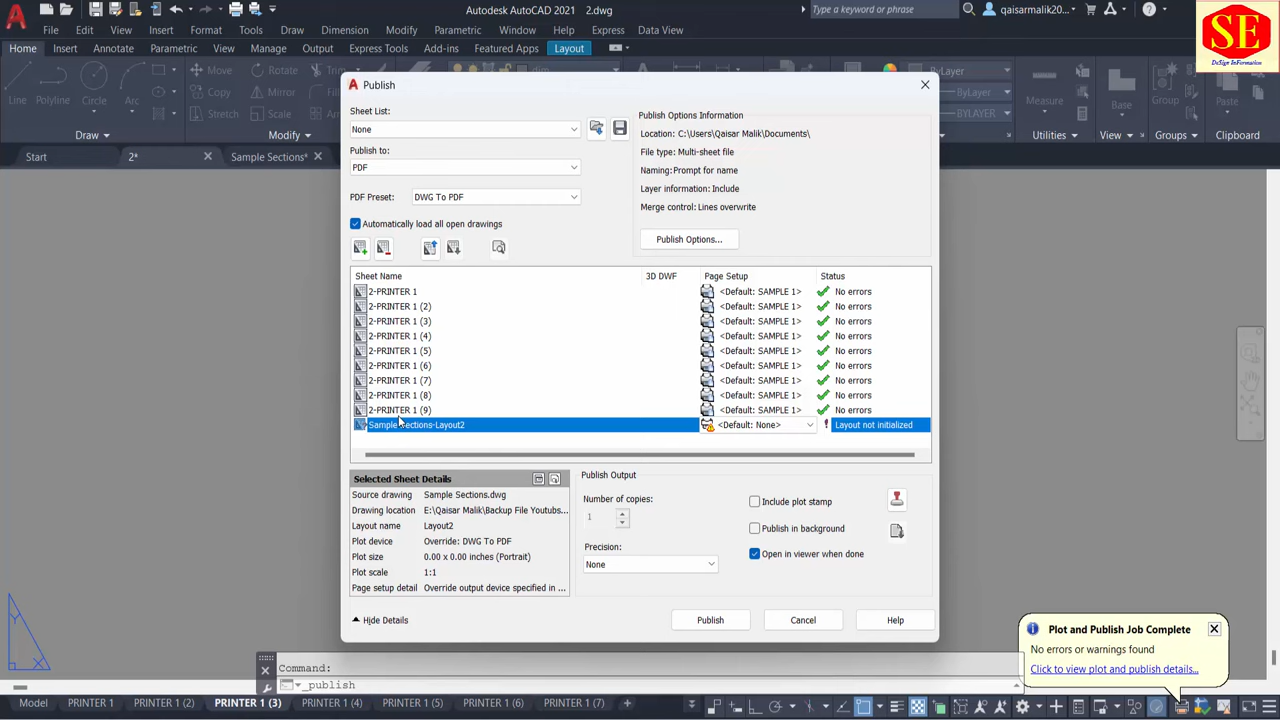 Autodesk AutoCAD 2021 2.dwg
Type a keyword or phrase
qaisarmalik20...
SE
DeSign InFormation
File Edit View Insert Format Tools Draw Dimension Modify Parametric Window Help Express Data View
Home Insert Annotate Parametric View Manage Output Express Tools Add-ins Featured Apps Layout
Line Polyline Circle Arc
Move Rotate Trim
Copy Mirror
Stretch Scale
ByLayer
BYLAYER
Measure Group Paste
Base
Draw Modify Utilities View Groups Clipboard
Start 2* Sample Sections*
Publish
Sheet List:
None
Publish to:
PDF
PDF Preset: DWG To PDF
Automatically load all open drawings
Publish Options Information
Location: C:\Users\Qaisar Malik\Documents\
File type: Multi-sheet file
Naming: Prompt for name
Layer information: Include
Merge control: Lines overwrite
Publish Options...
Sheet Name 3D DWF Page Setup Status
2-PRINTER 1 <Default: SAMPLE 1> No errors
2-PRINTER 1 (2) <Default: SAMPLE 1> No errors
2-PRINTER 1 (3) <Default: SAMPLE 1> No errors
2-PRINTER 1 (4) <Default: SAMPLE 1> No errors
2-PRINTER 1 (5) <Default: SAMPLE 1> No errors
2-PRINTER 1 (6) <Default: SAMPLE 1> No errors
2-PRINTER 1 (7) <Default: SAMPLE 1> No errors
2-PRINTER 1 (8) <Default: SAMPLE 1> No errors
2-PRINTER 1 (9) <Default: SAMPLE 1> No errors
Sample Sections-Layout2 <Default: None> ! Layout not initialized
Selected Sheet Details
Source drawing Sample Sections.dwg
Drawing location E:\Qaisar Malik\Backup File Youtubs...
Layout name Layout2
Plot device Override: DWG To PDF
Plot size 0.00 x 0.00 inches (Portrait)
Plot scale 1:1
Page setup detail Override output device specified in ...
Hide Details
Publish Output
Number of copies:
1
Precision:
None
Include plot stamp
Publish in background
Open in viewer when done
Publish Cancel Help
Plot and Publish Job Complete
No errors or warnings found
Click to view plot and publish details...
Y
X
Command:
_publish
Model PRINTER 1 PRINTER 1 (2) PRINTER 1 (3) PRINTER 1 (4) PRINTER 1 (5) PRINTER 1 (6) PRINTER 1 (7) +